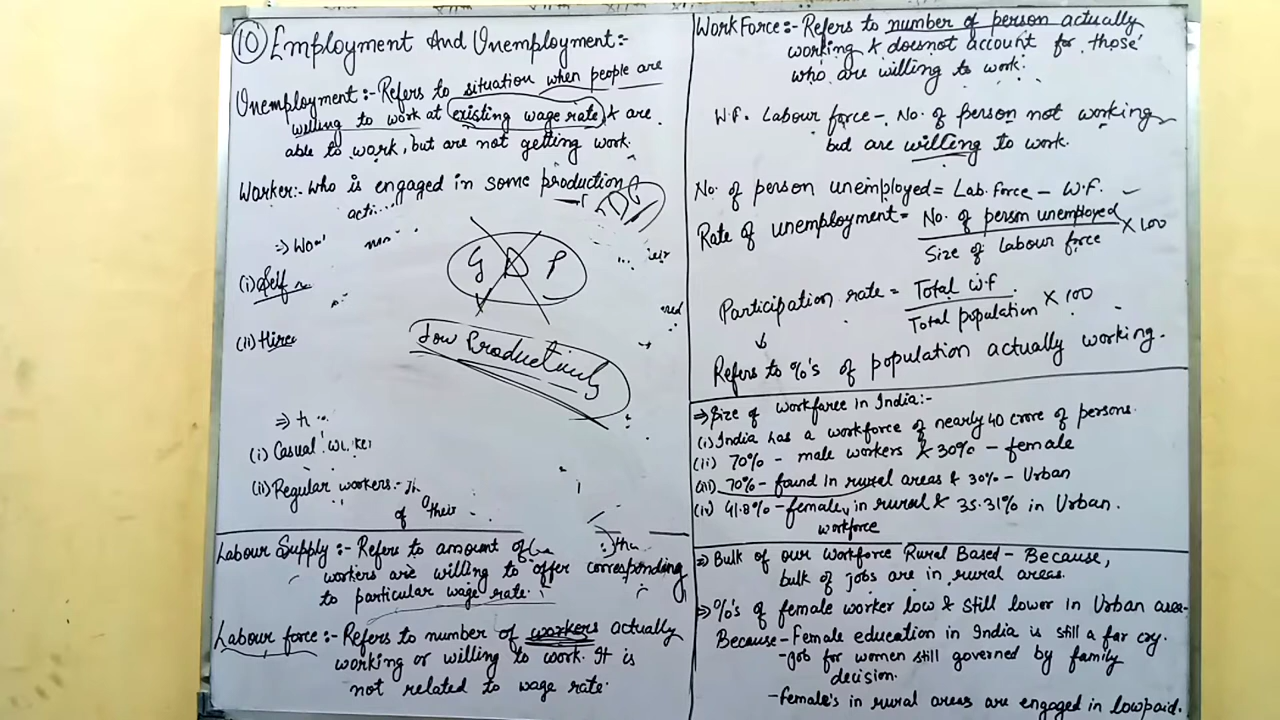 (10) Employment And Unemployment:-
Unemployment:- Refers to situation when people are
willing to work at existing wage rate & are
able to work, but are not getting work.
Worker:- Who is engaged in some production
acti...
(i) Self
(ii) Hired
GDP
Low Productivity
(i) Casual
(ii) Regular workers:-
of their
Labour Supply:- Refers to amount of
workers are willing to offer corresponding
to particular wage rate.
Labour force:- Refers to number of workers actually
working or willing to work. It is
not related to wage rate.
Work Force:- Refers to number of person actually
working & doesnot account for those
who are willing to work.
W.F. Labour force - No. of person not working
but are willing to work.
No. of person unemployed = Lab. Force - W.F.
Rate of unemployment = No. of person unemployed
Size of Labour force × 100
Participation rate = Total W.F
Total population × 100
Refers to %'s of population actually working.
⇒ Size of workforce in India:-
(i) India has a workforce of nearly 40 crore of persons.
(ii) 70% - male workers & 30% - female
(iii) 70% - found in rural areas & 30% - Urban
(iv) 41.8% - female in rural & 35.31% in Urban.
workforce
⇒ Bulk of our Workforce Rural Based - Because,
bulk of jobs are in rural areas.
⇒ %'s of female worker low & still lower in Urban area-
Because - Female education in India is still a far cry.
- Job for women still governed by family
decision.
- female's in rural areas are engaged in low paid.